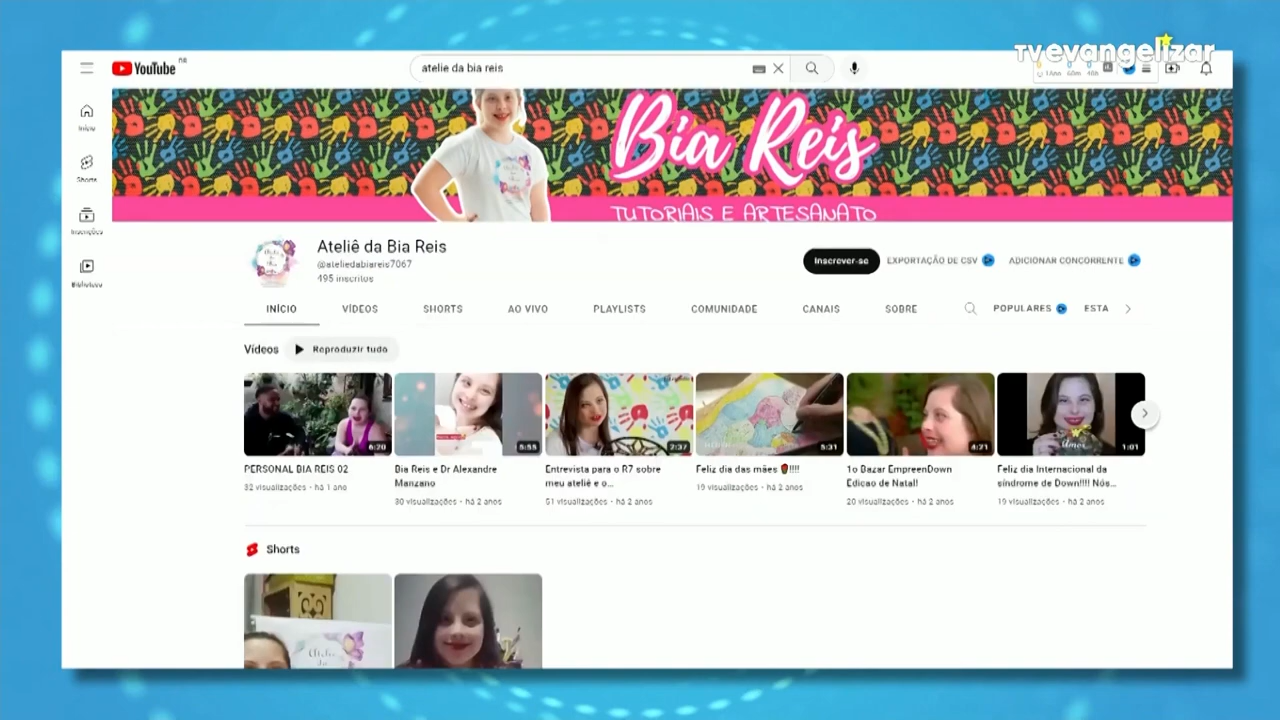 tvevangelizar
YouTube BR
atelie da bia reis
Início
Shorts
Inscrições
Biblioteca
Bia Reis
TUTORIAIS E ARTESANATO
Ateliê da Bia Reis
@ateliedabiareis7067
495 inscritos
Inscrever-se
EXPORTAÇÃO DE CSV
ADICIONAR CONCORRENTE
INÍCIO
VÍDEOS
SHORTS
AO VIVO
PLAYLISTS
COMUNIDADE
CANAIS
SOBRE
POPULARES
ESTA
Vídeos
Reproduzir tudo
6:20
5:55
2:37
5:31
4:21
1:01
PERSONAL BIA REIS 02
32 visualizações • há 1 ano
Bia Reis e Dr Alexandre
Manzano
30 visualizações • há 2 anos
Entrevista para o R7 sobre
meu ateliê e o...
51 visualizações • há 2 anos
Feliz dia das mães 🌹!!!!
19 visualizações • há 2 anos
1o Bazar EmpreenDown
Edicao de Natal!
20 visualizações • há 2 anos
Feliz dia Internacional da
síndrome de Down!!!! Nós...
19 visualizações • há 2 anos
Shorts